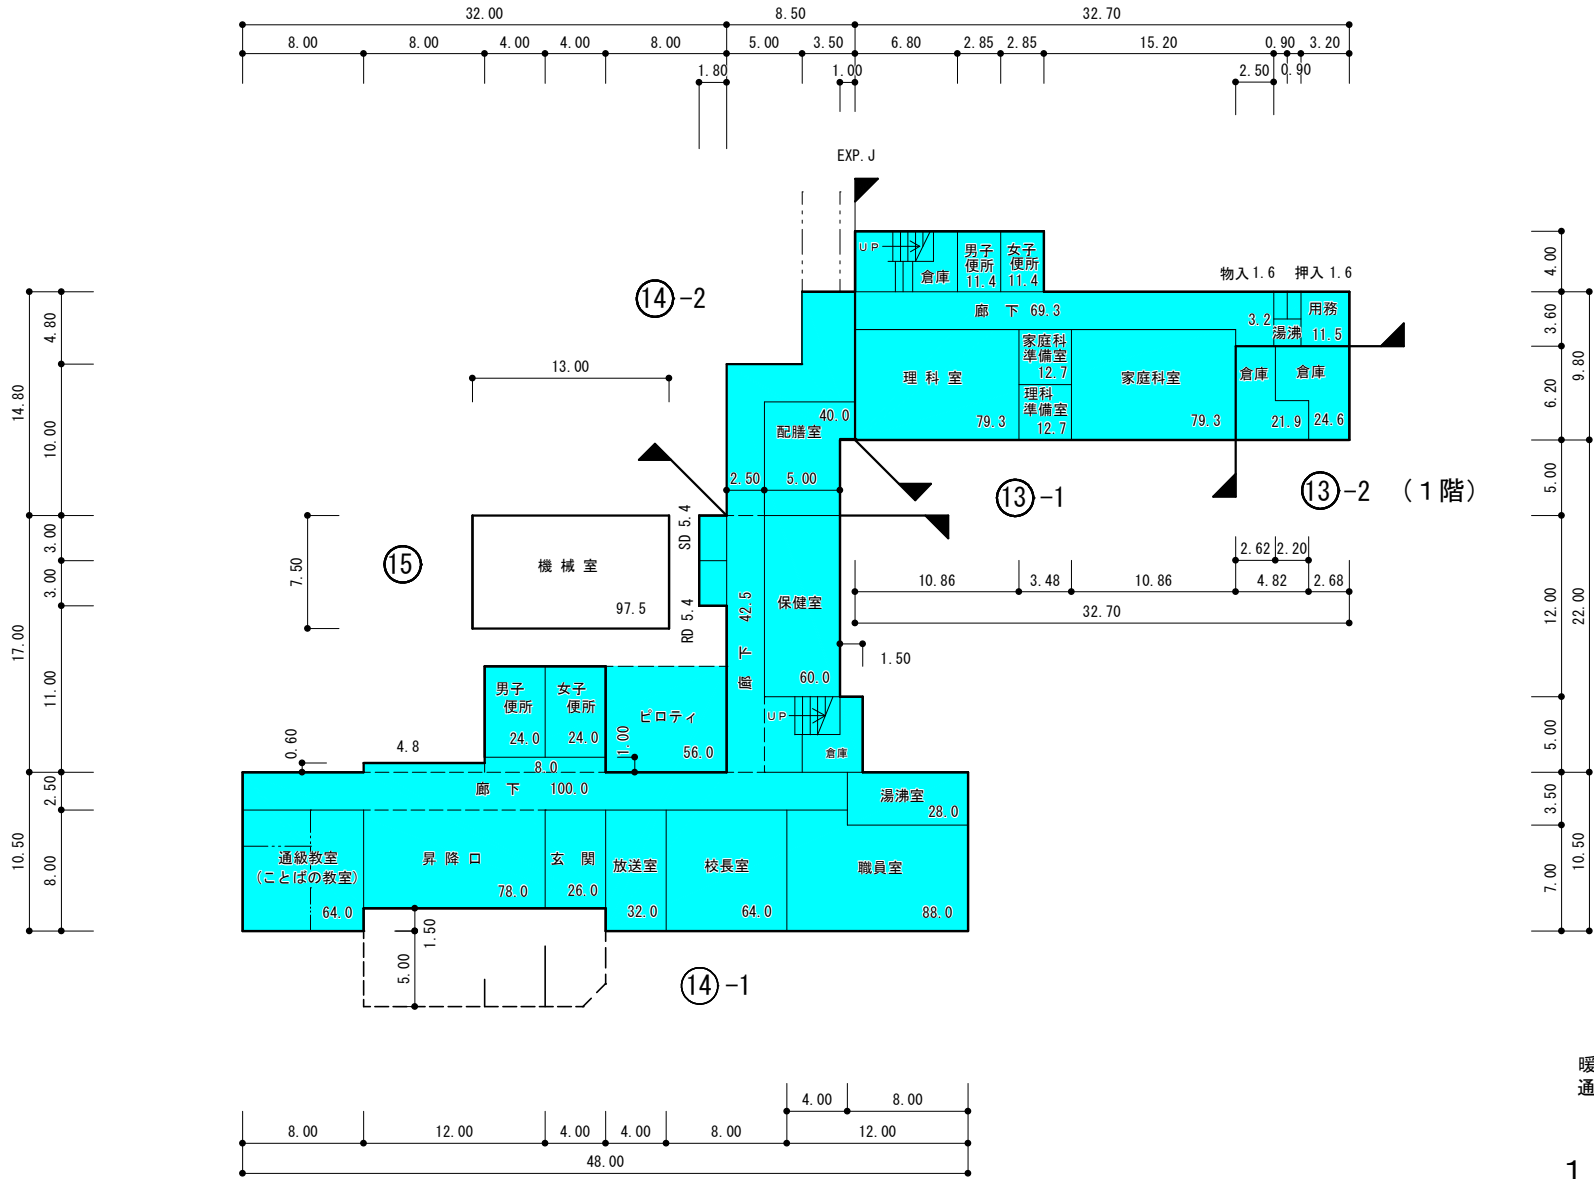 32.00 8.50 32.70
8.00 8.00 4.00 4.00 8.00 5.00 3.50 6.80 2.85 2.85 15.20 0.90 3.20
1.80 1.00 2.50 0.90
EXP.J
UP
倉庫
男子
便所
11.4
女子
便所
11.4
物入 1.6 押入 1.6
⑭-2
廊 下 69.3
3.2
湯沸
用務
11.5
理 科 室
79.3
家庭科
準備室
12.7
理科
準備室
12.7
家庭科室
79.3
倉庫
21.9
倉庫
24.6
13.00
40.0
配膳室
2.50 5.00
⑬-1
⑬-2 (1階)
⑮
機 械 室
97.5
7.50
SD 5.4
RD 5.4
廊 下 42.5
保健室
60.0
2.62 2.20
10.86 3.48 10.86 4.82 2.68
32.70
1.50
男子
便所
24.0
女子
便所
24.0
ピロティ
56.0
1.00
UP
倉庫
0.60
4.8
8.0
廊 下 100.0
湯沸室
28.0
通級教室
(ことばの教室)
64.0
昇 降 口
78.0
玄 関
26.0
放送室
32.0
校長室
64.0
職員室
88.0
1.50
5.00
⑭-1
14.80
17.00
10.50
4.80
10.00
3.00
3.00
11.00
2.50
8.00
4.00
3.60
6.20
5.00
12.00
5.00
3.50
7.00
9.80
22.00
10.50
4.00 8.00
8.00 12.00 4.00 4.00 8.00 12.00
48.00
暖
通
1